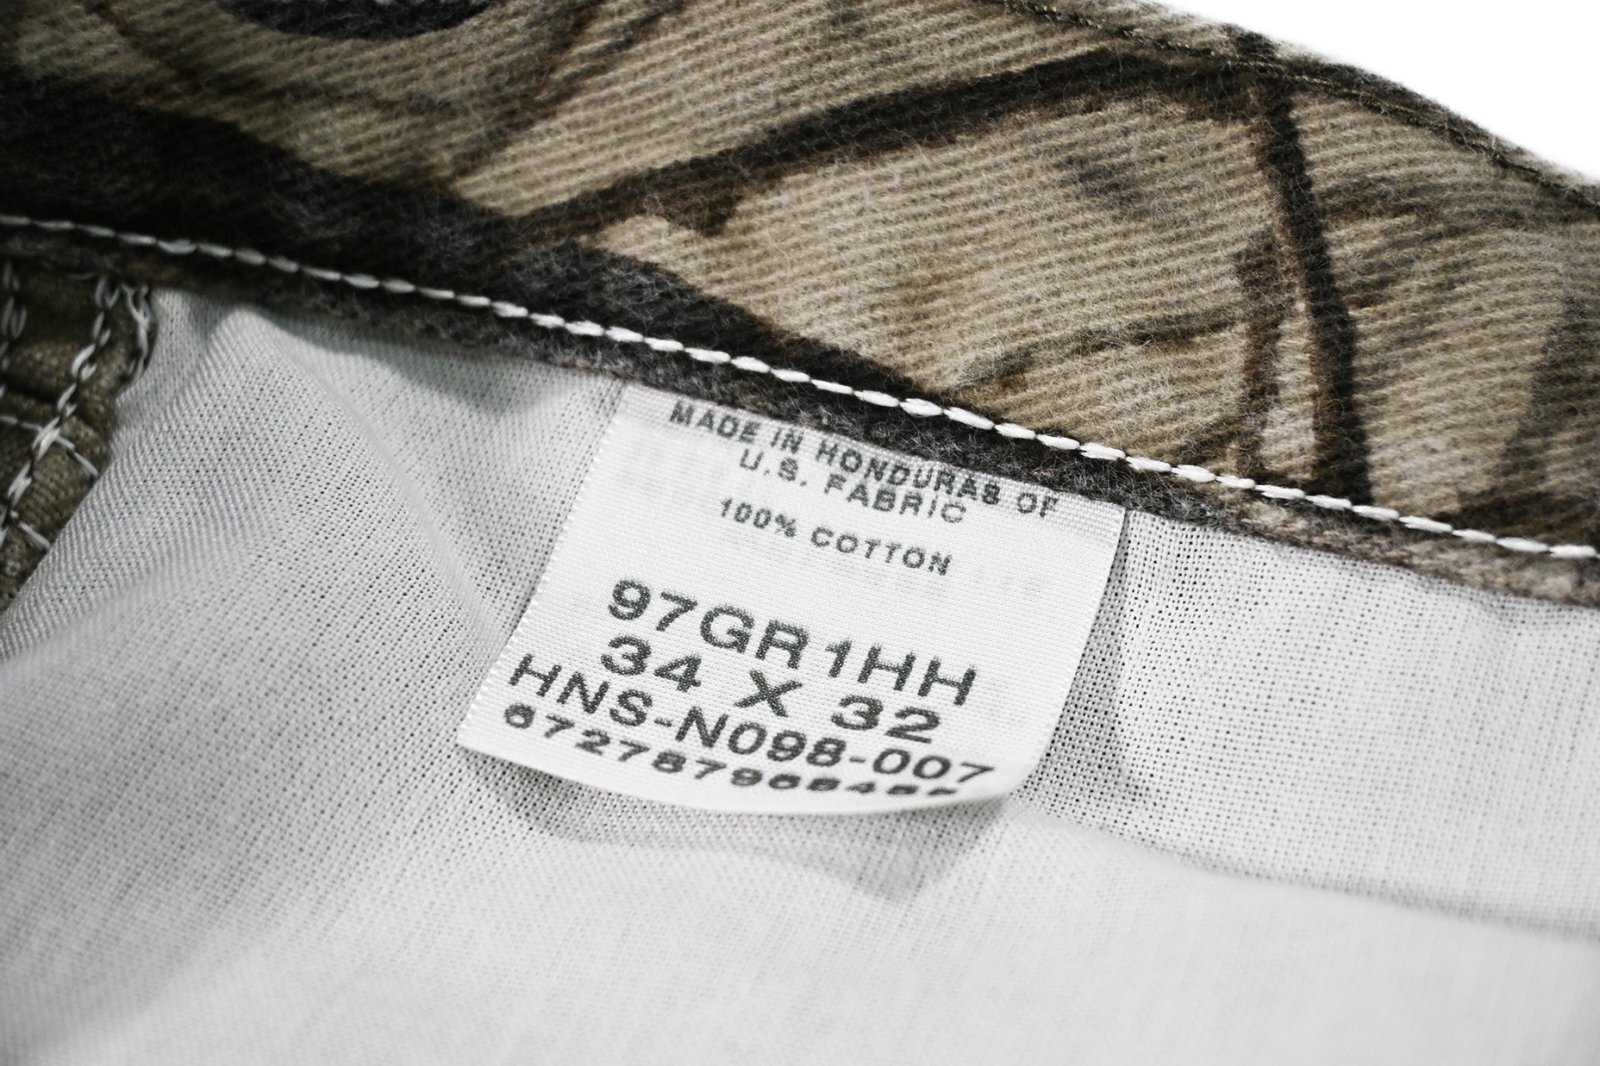 MADE IN HONDURAS OF
U.S. FABRIC
100% COTTON
97GR1HH
34 X 32
HNS-N098-007